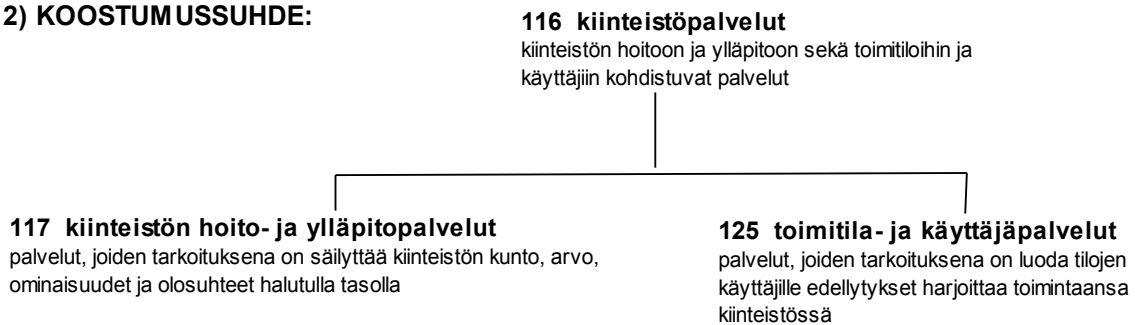 2) KOOSTUMUSSUHDE:
116 kiinteistöpalvelut
kiinteistön hoitoon ja ylläpitoon sekä toimitiloihin ja
käyttäjiin kohdistuvat palvelut
117 kiinteistön hoito- ja ylläpitopalvelut
palvelut, joiden tarkoituksena on säilyttää kiinteistön kunto, arvo,
ominaisuudet ja olosuhteet halutulla tasolla
125 toimitila- ja käyttäjäpalvelut
palvelut, joiden tarkoituksena on luoda tilojen
käyttäjille edellytykset harjoittaa toimintaansa
kiinteistössä